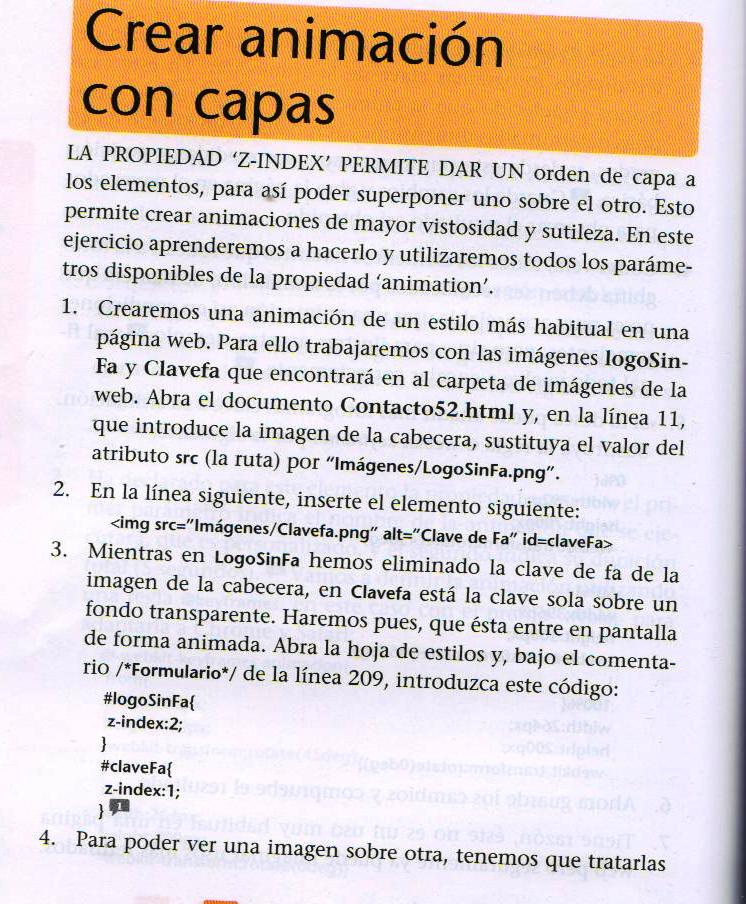 Crear animación
con capas
LA PROPIEDAD ‘Z-INDEX’ PERMITE DAR UN orden de capa a
los elementos, para así poder superponer uno sobre el otro. Esto
permite crear animaciones de mayor vistosidad y sutileza. En este
ejercicio aprenderemos a hacerlo y utilizaremos todos los paráme-
tros disponibles de la propiedad ‘animation’.
1. Crearemos una animación de un estilo más habitual en una
página web. Para ello trabajaremos con las imágenes logoSin-
Fa y Clavefa que encontrará en al carpeta de imágenes de la
web. Abra el documento Contacto52.html y, en la línea 11,
que introduce la imagen de la cabecera, sustituya el valor del
atributo src (la ruta) por “Imágenes/LogoSinFa.png”.
2. En la línea siguiente, inserte el elemento siguiente:
<img src=“Imágenes/Clavefa.png” alt=“Clave de Fa” id=claveFa>
3. Mientras en LogoSinFa hemos eliminado la clave de fa de la
imagen de la cabecera, en Clavefa está la clave sola sobre un
fondo transparente. Haremos pues, que ésta entre en pantalla
de forma animada. Abra la hoja de estilos y, bajo el comenta-
rio /*Formulario*/ de la línea 209, introduzca este código:
#logoSinFa{
z-index:2;
}
#claveFa{
z-index:1;
} 1
4. Para poder ver una imagen sobre otra, tenemos que tratarlas